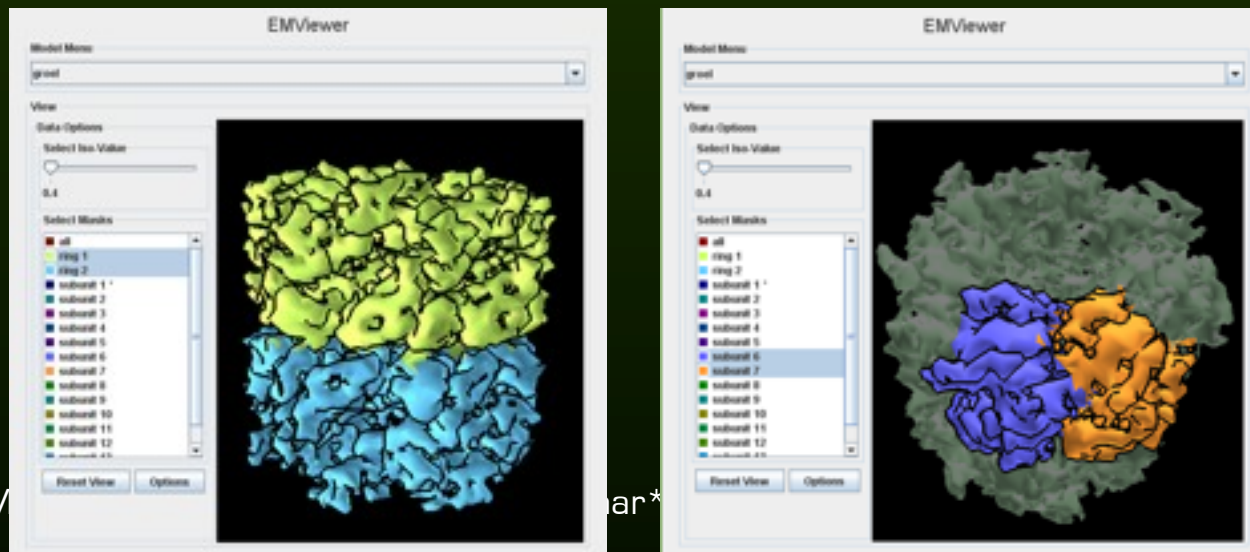 EMViewer
Model Menu
groel
View
Data Options
Select Iso-Value
0.4
Select Masks
all
ring 1
ring 2
subunit 1 *
subunit 2
subunit 3
subunit 4
subunit 5
subunit 6
subunit 7
subunit 8
subunit 9
subunit 10
subunit 11
subunit 12
subunit 13
Reset View
Options
EMViewer
Model Menu
groel
View
Data Options
Select Iso-Value
0.4
Select Masks
all
ring 1
ring 2
subunit 1 *
subunit 2
subunit 3
subunit 4
subunit 5
subunit 6
subunit 7
subunit 8
subunit 9
subunit 10
subunit 11
subunit 12
subunit 13
Reset View
Options